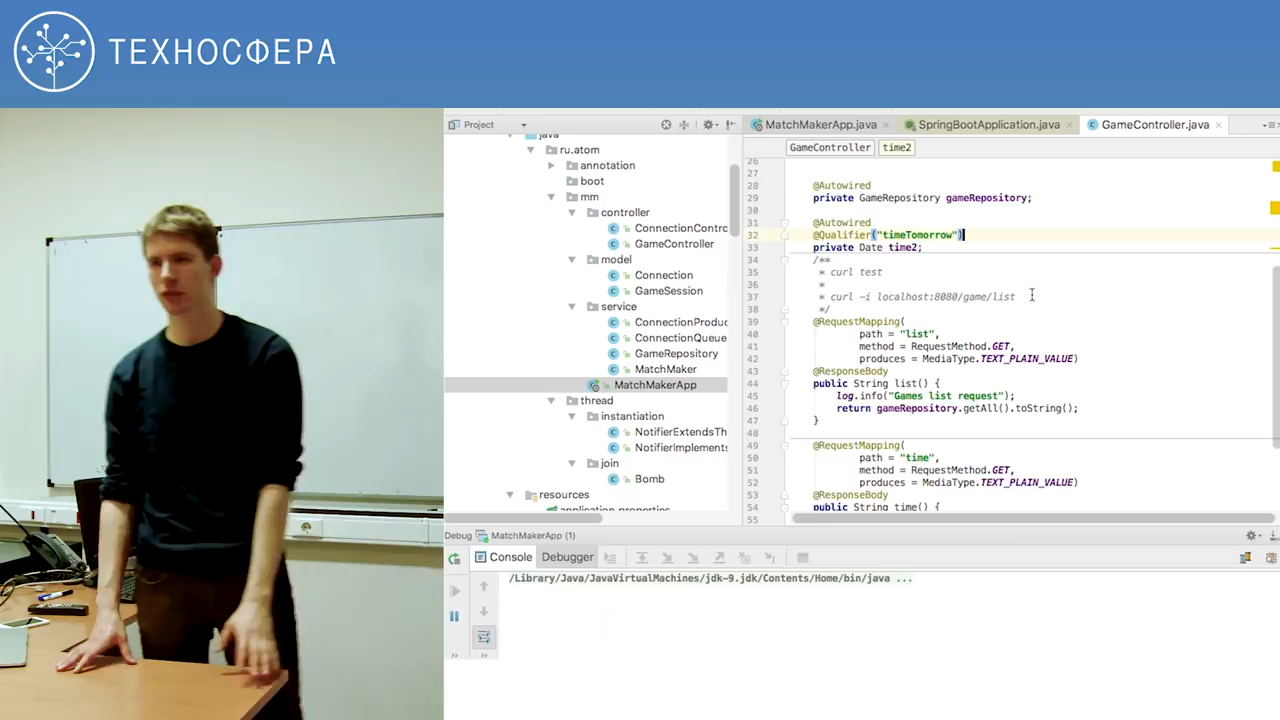 ТЕХНОСФЕРА
Project
MatchMakerApp.java
SpringBootApplication.java
GameController.java
GameController
time2
java
ru.atom
annotation
boot
mm
controller
ConnectionContro
GameController
model
Connection
GameSession
service
ConnectionProduc
ConnectionQueue
GameRepository
MatchMaker
MatchMakerApp
thread
instantiation
NotifierExtendsTh
NotifierImplements
join
Bomb
resources
application.properties
26
27
28 @Autowired
29 private GameRepository gameRepository;
30
31 @Autowired
32 @Qualifier("timeTomorrow")
33 private Date time2;
34 /**
35 * curl test
36 *
37 * curl -i localhost:8080/game/list
38 */
39 @RequestMapping(
40 path = "list",
41 method = RequestMethod.GET,
42 produces = MediaType.TEXT_PLAIN_VALUE)
43 @ResponseBody
44 public String list() {
45 log.info("Games list request");
46 return gameRepository.getAll().toString();
47 }
48
49 @RequestMapping(
50 path = "time",
51 method = RequestMethod.GET,
52 produces = MediaType.TEXT_PLAIN_VALUE)
53 @ResponseBody
54 public String time() {
55
Debug MatchMakerApp (1)
Console Debugger
/Library/Java/JavaVirtualMachines/jdk-9.jdk/Contents/Home/bin/java ...